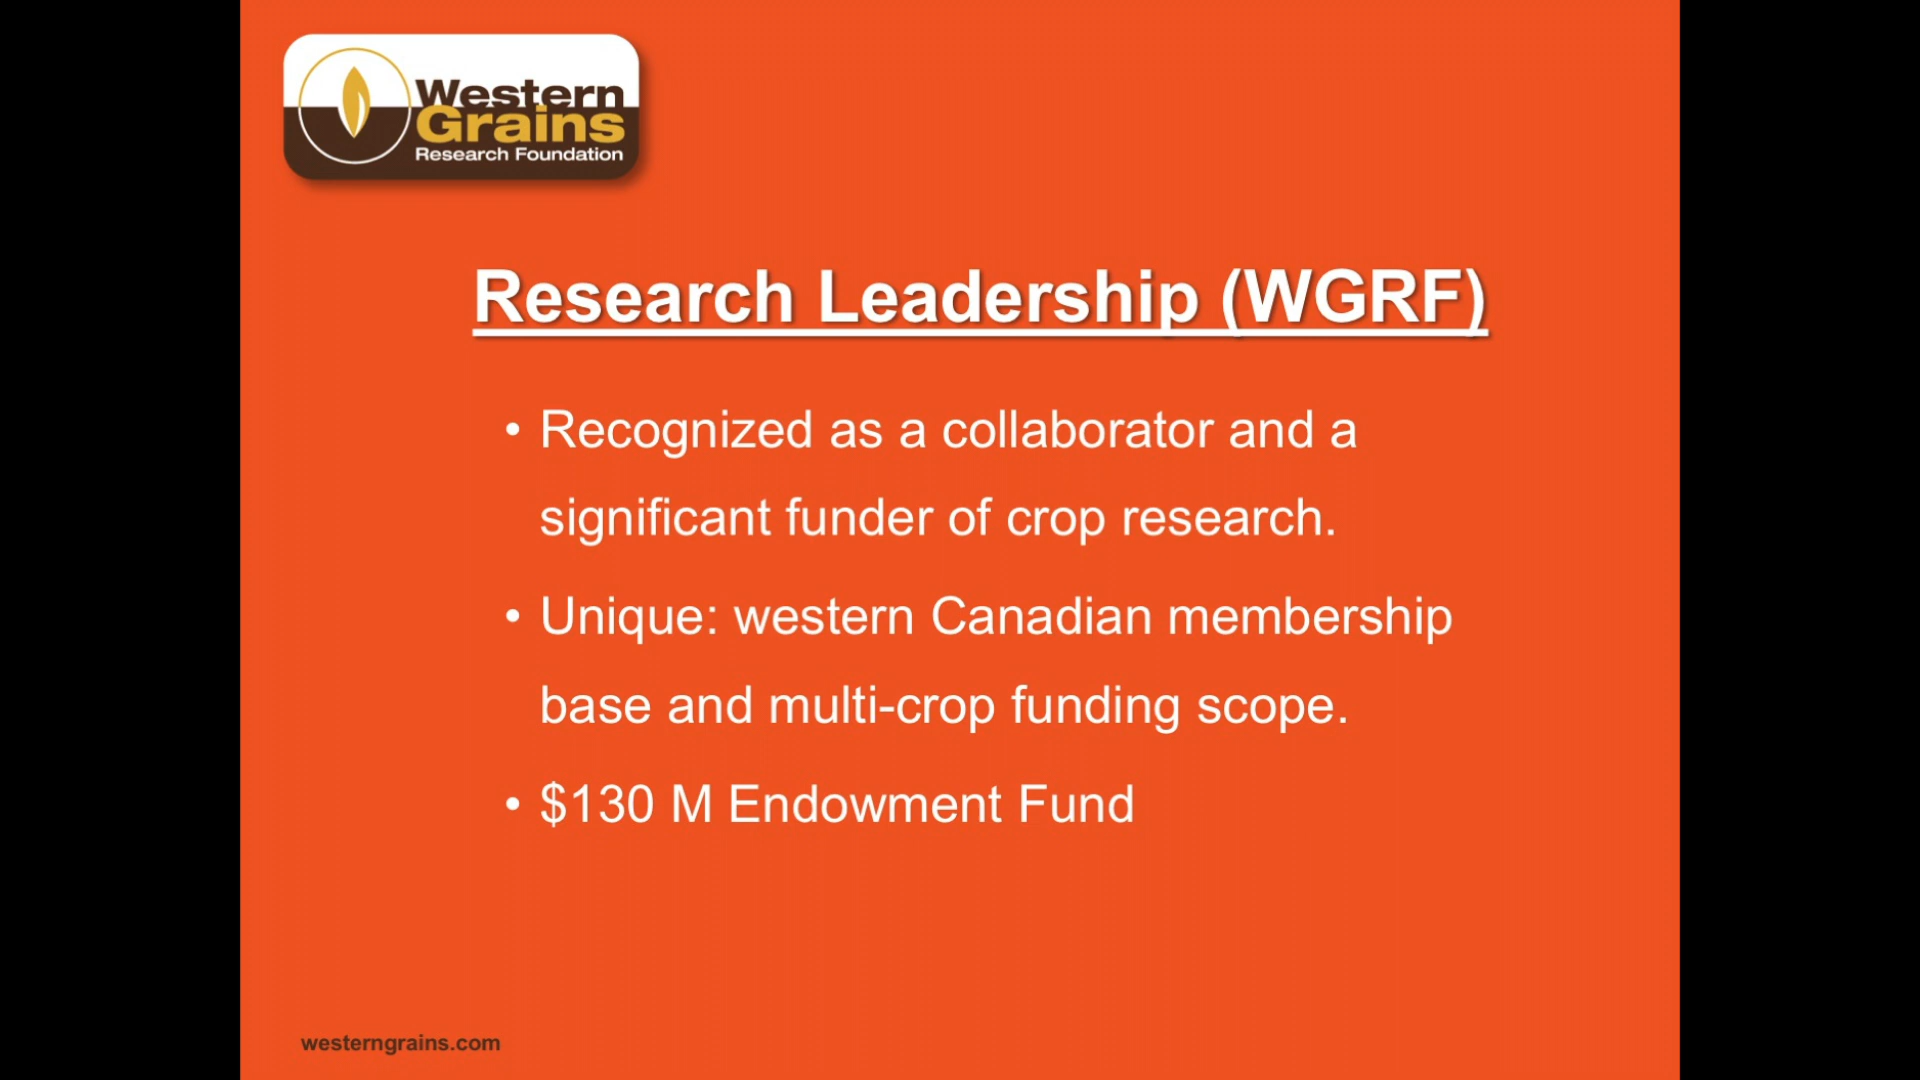 Western
Grains
Research Foundation
Research Leadership (WGRF)
• Recognized as a collaborator and a
significant funder of crop research.
• Unique: western Canadian membership
base and multi-crop funding scope.
• $130 M Endowment Fund
westerngrains.com